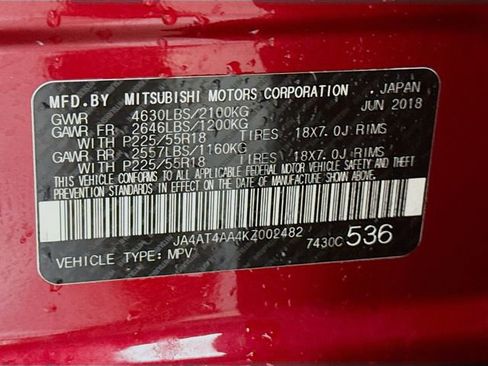 MFD.BY MITSUBISHI MOTORS CORPORATION , JAPAN
GVWR 4630LBS/2100KG JUN 2018
GAWR FR 2646LBS/1200KG
WITH P225/55R18 TIRES 18X7.0J RIMS
GAWR RR 2557LBS/1160KG
WITH P225/55R18 TIRES 18X7.0J RIMS
THIS VEHICLE CONFORMS TO ALL APPLICABLE
FEDERAL MOTOR VEHICLE SAFETY, BUMPER AND THEFT
PREVENTION STANDARDS IN EFFECT ON THE DATE OF MANUFACTURE SHOWN ABOVE.
JA4AT4AA4KZ002482
7430C 536
VEHICLE TYPE: MPV